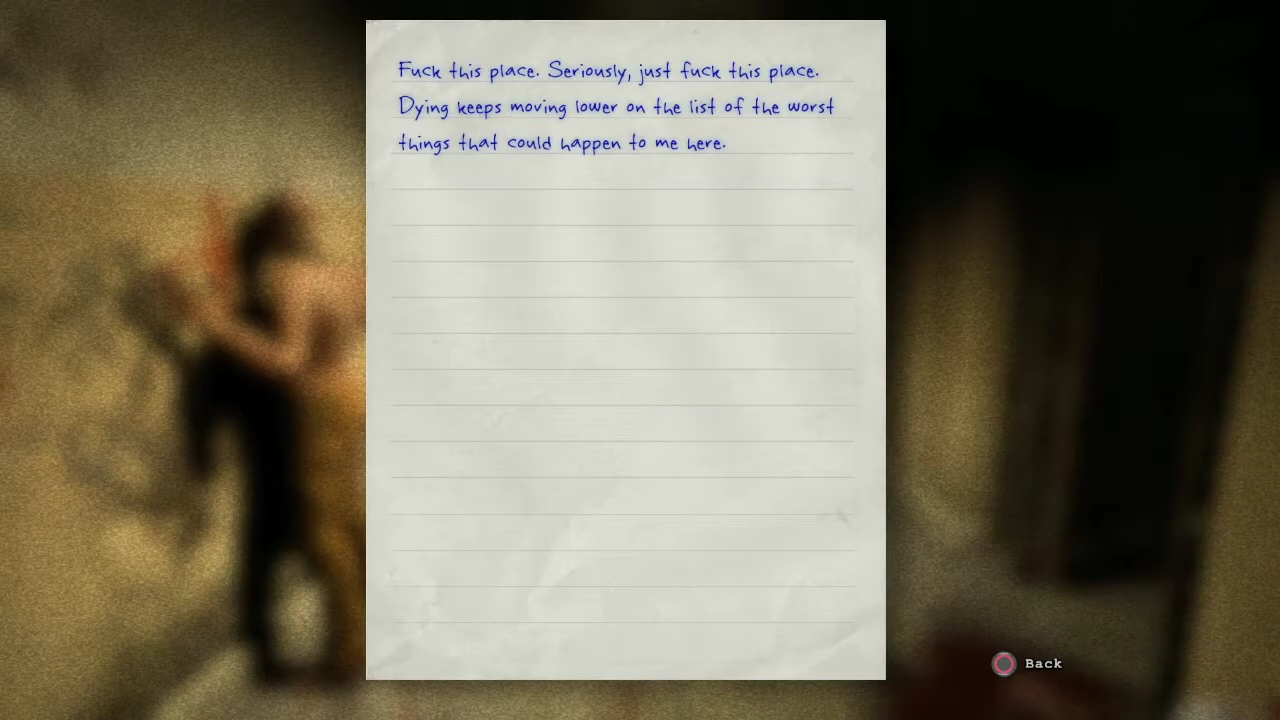 Fuck this place. Seriously, just fuck this place.
Dying keeps moving lower on the list of the worst
things that could happen to me here.
Back